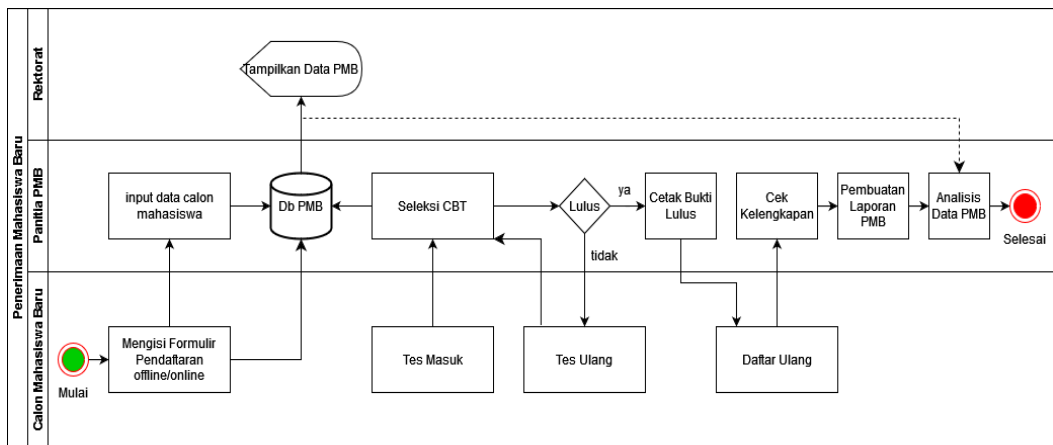 Penerimaan Mahasiswa Baru
Rektorat
Tampilkan Data PMB
Panitia PMB
input data calon
mahasiswa
Db PMB
Seleksi CBT
Lulus
ya
tidak
Cetak Bukti
Lulus
Cek
Kelengkapan
Pembuatan
Laporan
PMB
Analisis
Data PMB
Selesai
Calon Mahasiswa Baru
Mulai
Mengisi Formulir
Pendaftaran
offline/online
Tes Masuk
Tes Ulang
Daftar Ulang